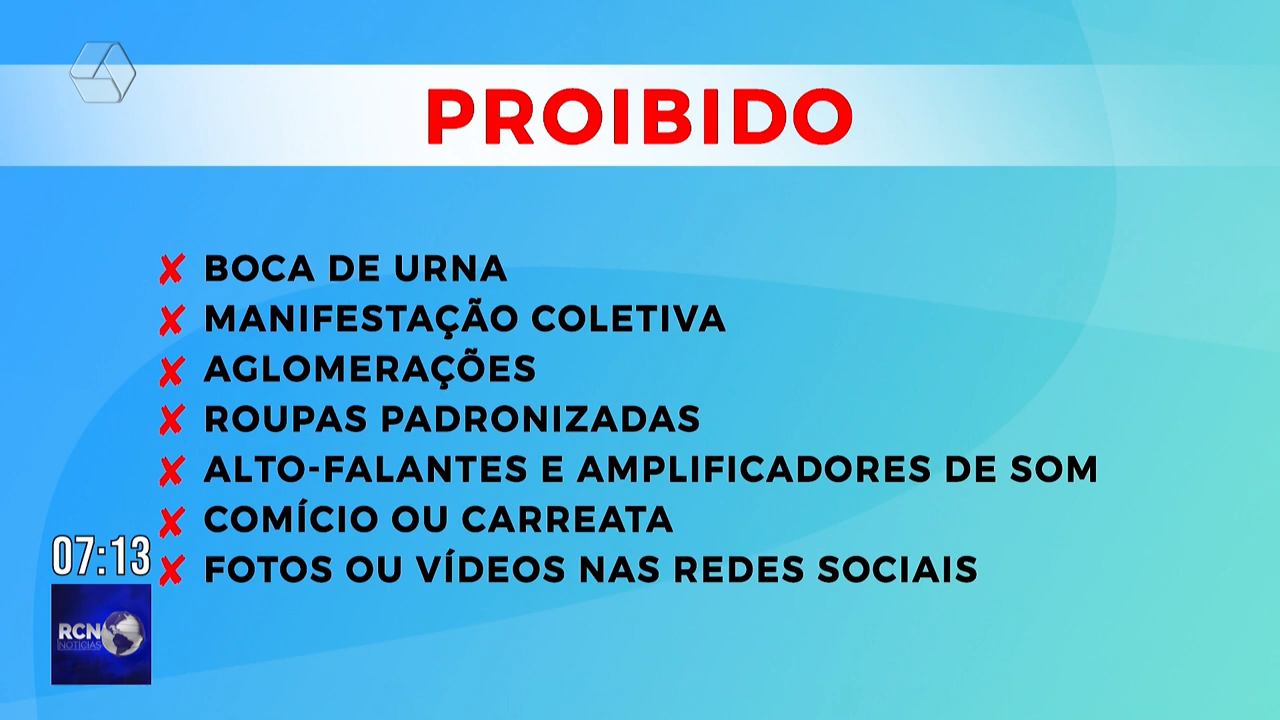 PROIBIDO
✘ BOCA DE URNA
✘ MANIFESTAÇÃO COLETIVA
✘ AGLOMERAÇÕES
✘ ROUPAS PADRONIZADAS
✘ ALTO-FALANTES E AMPLIFICADORES DE SOM
✘ COMÍCIO OU CARREATA
✘ FOTOS OU VÍDEOS NAS REDES SOCIAIS
07:13
RCN
NOTÍCIAS